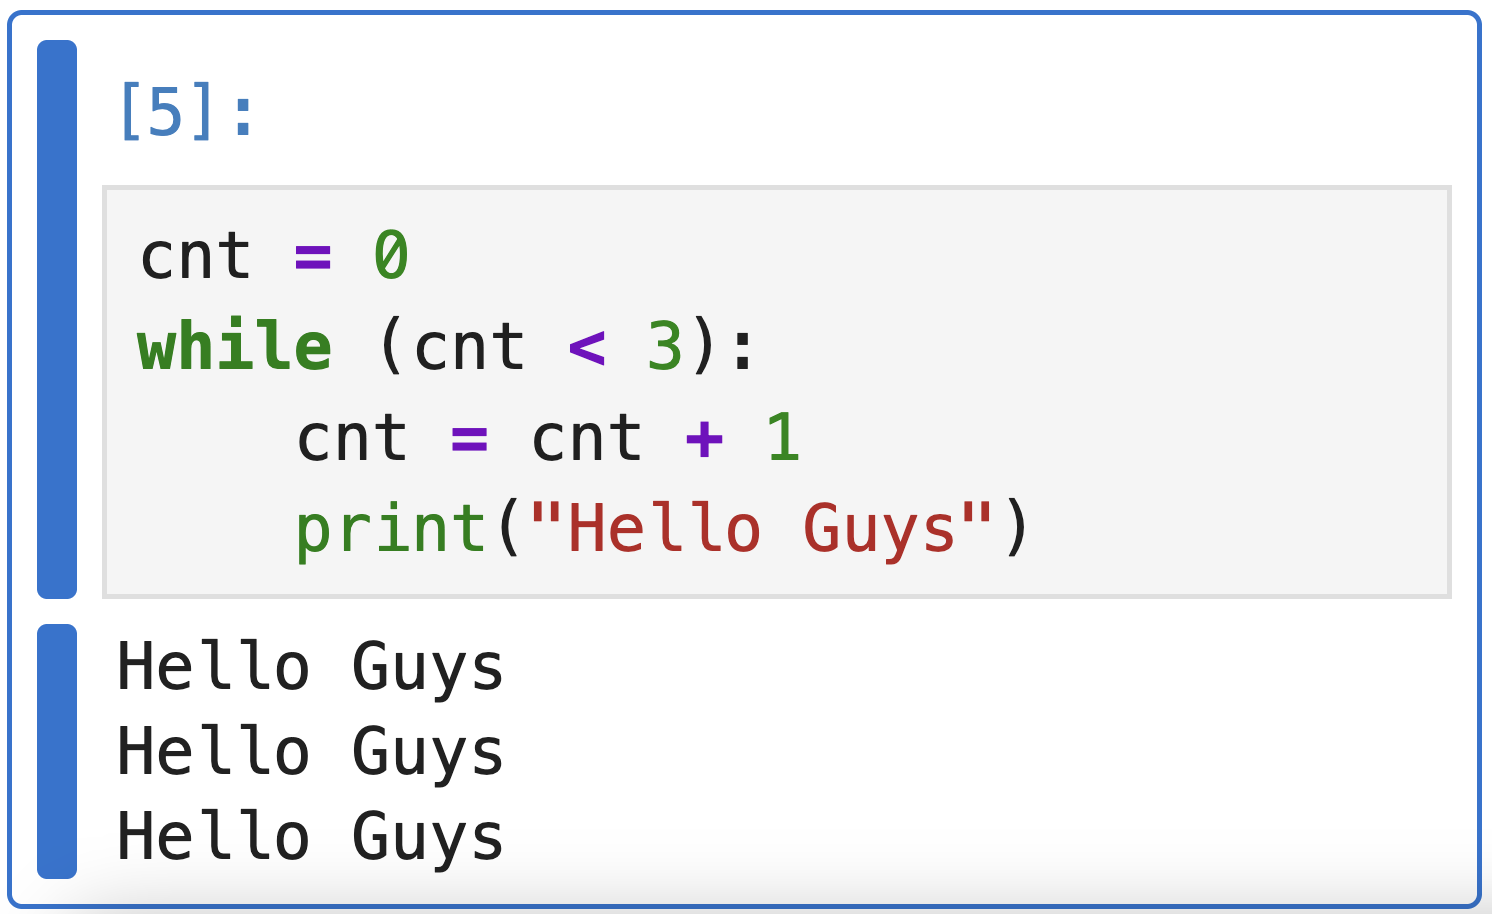 [5]:
cnt = 0
while (cnt < 3):
    cnt = cnt + 1
    print("Hello Guys")
Hello Guys
Hello Guys
Hello Guys